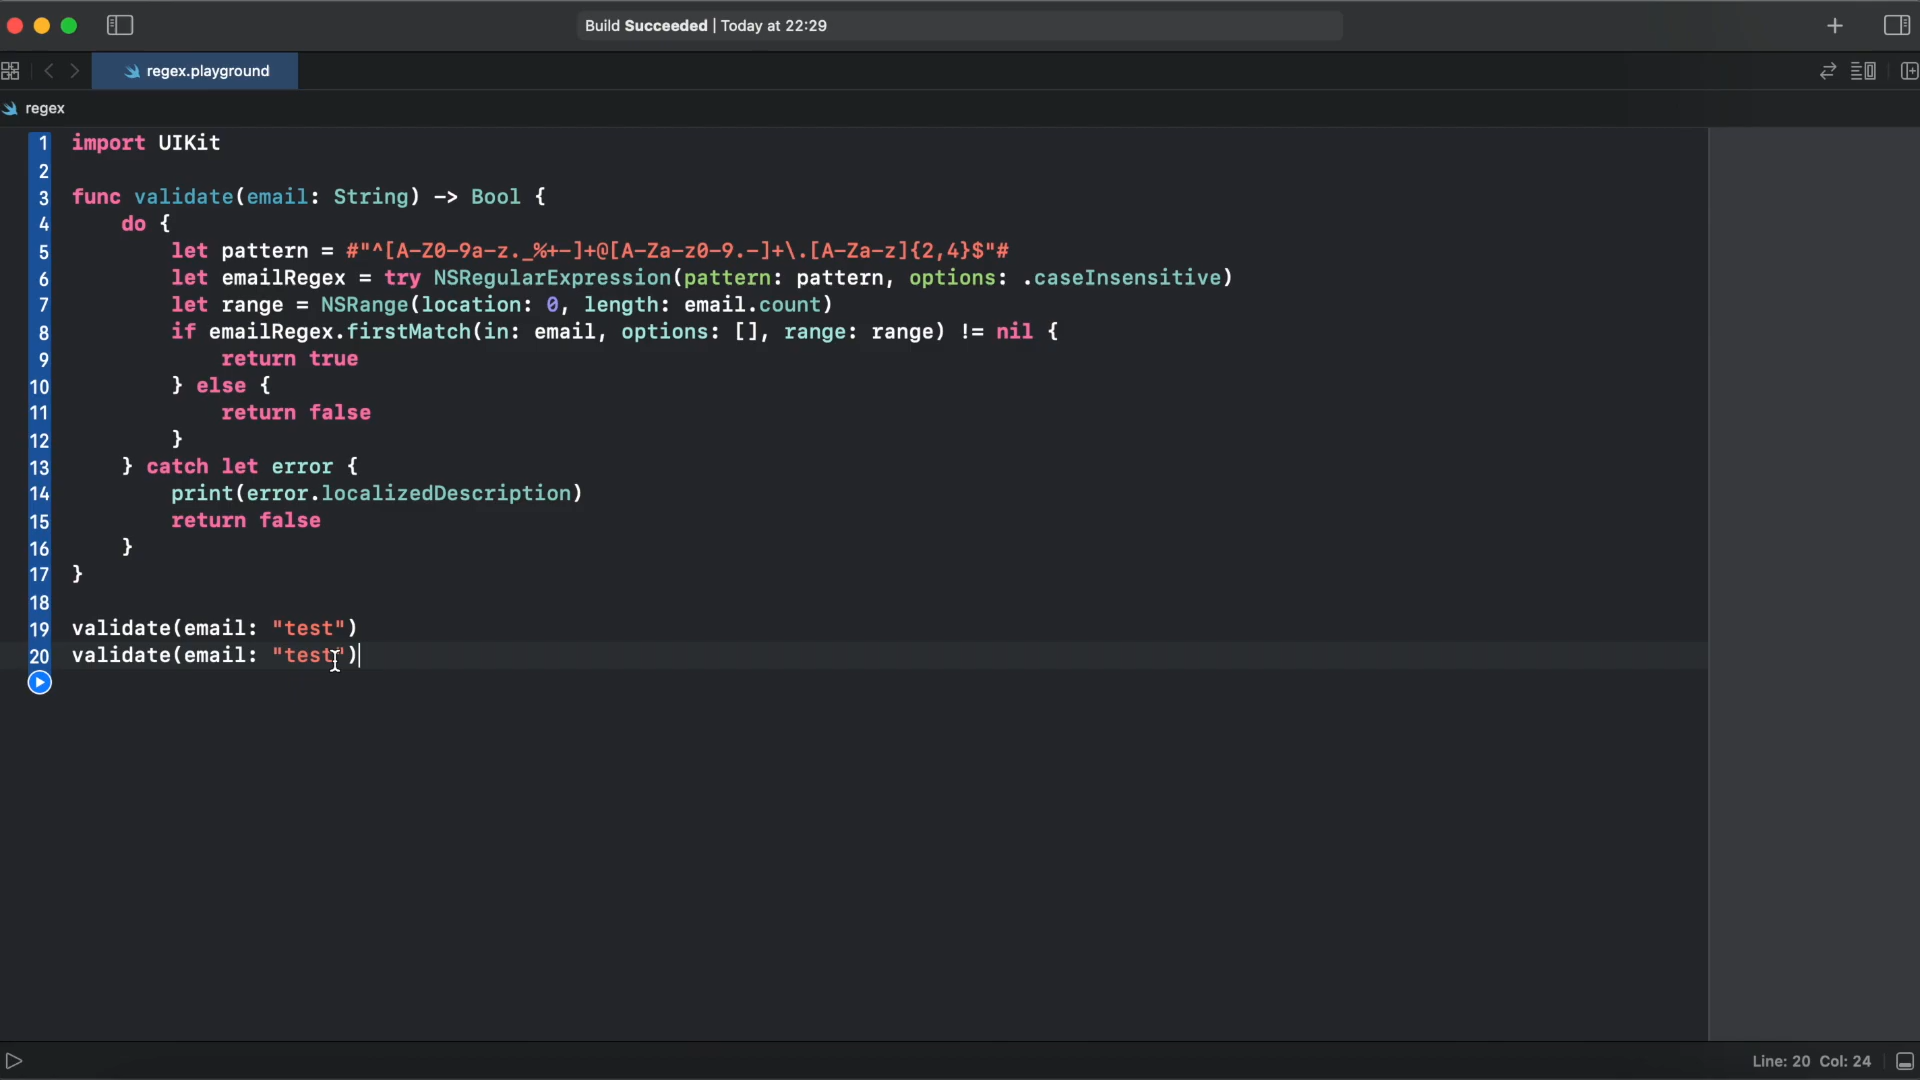 Build Succeeded | Today at 22:29
regex.playground
regex
1 import UIKit
2
3 func validate(email: String) -> Bool {
4     do {
5         let pattern = #"^[A-Z0-9a-z._%+-]+@[A-Za-z0-9.-]+\.[A-Za-z]{2,4}$"#
6         let emailRegex = try NSRegularExpression(pattern: pattern, options: .caseInsensitive)
7         let range = NSRange(location: 0, length: email.count)
8         if emailRegex.firstMatch(in: email, options: [], range: range) != nil {
9             return true
10         } else {
11             return false
12         }
13     } catch let error {
14         print(error.localizedDescription)
15         return false
16     }
17 }
18
19 validate(email: "test")
20 validate(email: "test")
Line: 20 Col: 24